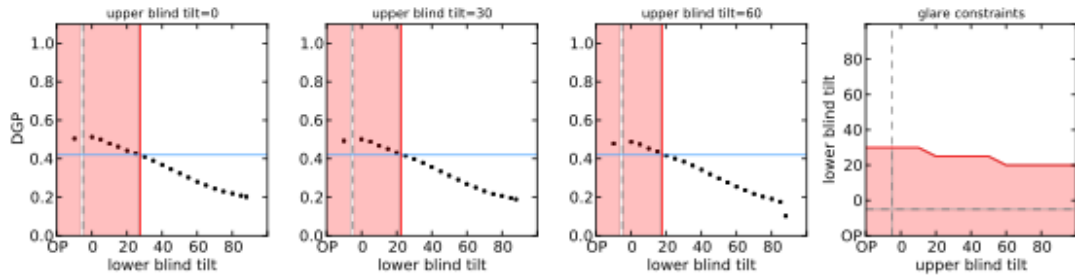 upper blind tilt=0
DGP
1.0
0.8
0.6
0.4
0.2
0.0
OP 0 20 40 60 80
lower blind tilt
upper blind tilt=30
1.0
0.8
0.6
0.4
0.2
0.0
OP 0 20 40 60 80
lower blind tilt
upper blind tilt=60
1.0
0.8
0.6
0.4
0.2
0.0
OP 0 20 40 60 80
lower blind tilt
glare constraints
lower blind tilt
80
60
40
20
0
OP
OP 0 20 40 60 80
upper blind tilt